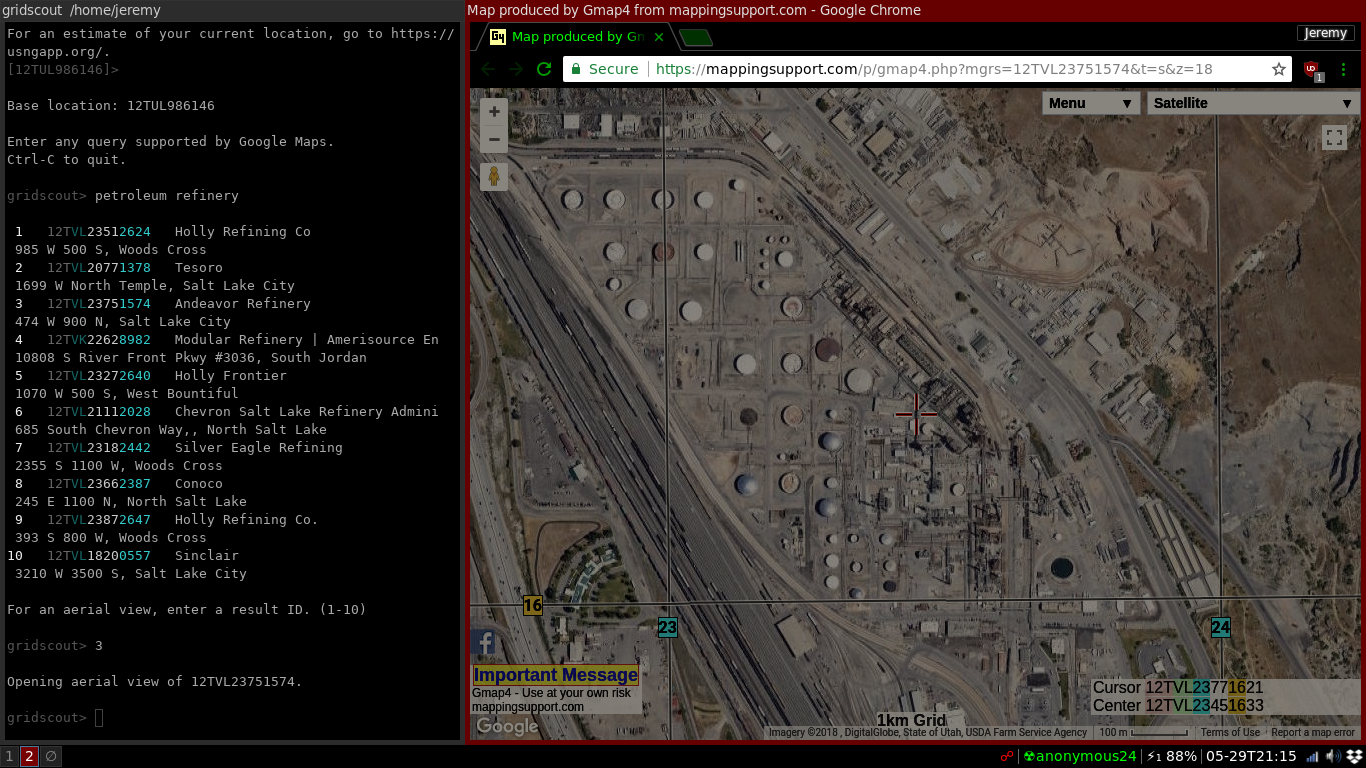 gridscout /home/jeremy
For an estimate of your current location, go to https://
usngapp.org/.
[12TUL986146]>
Base location: 12TUL986146
Enter any query supported by Google Maps.
Ctrl-C to quit.
gridscout> petroleum refinery
1 12TVL23512624 Holly Refining Co
985 W 500 S, Woods Cross
2 12TVL20771378 Tesoro
1699 W North Temple, Salt Lake City
3 12TVL23751574 Andeavor Refinery
474 W 900 N, Salt Lake City
4 12TVK22628982 Modular Refinery | Amerisource En
10808 S River Front Pkwy #3036, South Jordan
5 12TVL23272640 Holly Frontier
1070 W 500 S, West Bountiful
6 12TVL21112028 Chevron Salt Lake Refinery Admini
685 South Chevron Way,, North Salt Lake
7 12TVL23182442 Silver Eagle Refining
2355 S 1100 W, Woods Cross
8 12TVL23662387 Conoco
245 E 1100 N, North Salt Lake
9 12TVL23872647 Holly Refining Co.
393 S 800 W, Woods Cross
10 12TVL18200557 Sinclair
3210 W 3500 S, Salt Lake City
For an aerial view, enter a result ID. (1-10)
gridscout> 3
Opening aerial view of 12TVL23751574.
gridscout>
Map produced by Gmap4 from mappingsupport.com - Google Chrome
G4 Map produced by Gm
Jeremy
Secure https://mappingsupport.com/p/gmap4.php?mgrs=12TVL23751574&t=s&z=18
1
Menu Satellite
16
23
24
Important Message
Gmap4 - Use at your own risk
mappingsupport.com
Google
Cursor 12TVL23771621
Center 12TVL23451633
1km Grid
Imagery ©2018 , DigitalGlobe, State of Utah, USDA Farm Service Agency 100 m Terms of Use Report a map error
1 2 ∅
anonymous24 ⚡1 88% 05-29T21:15